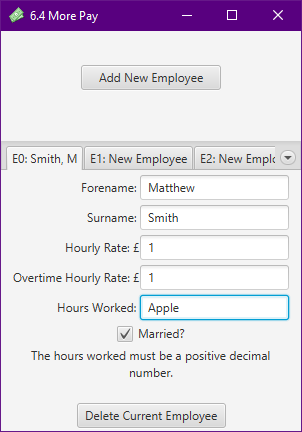 6.4 More Pay
Add New Employee
E0: Smith, M
E1: New Employee
E2: New Emplo
Forename: Matthew
Surname: Smith
Hourly Rate: £ 1
Overtime Hourly Rate: £ 1
Hours Worked: Apple
Married?
The hours worked must be a positive decimal
number.
Delete Current Employee